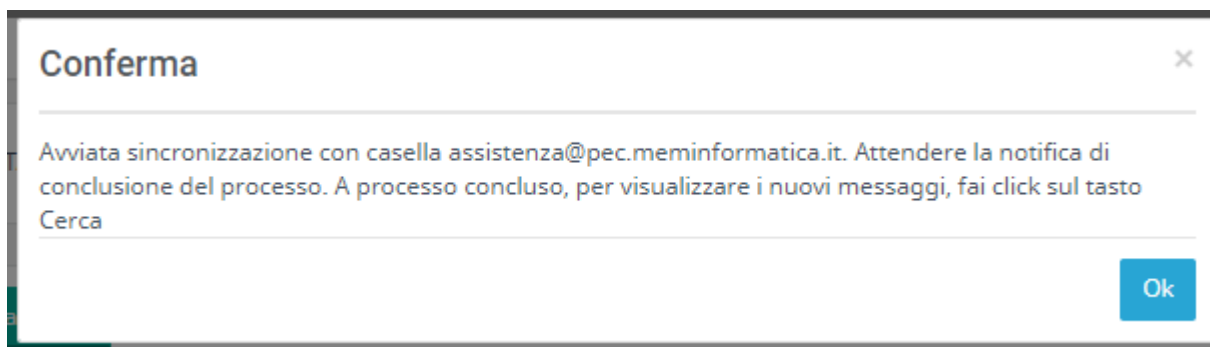 Conferma
×
Avviata sincronizzazione con casella assistenza@pec.meminformatica.it. Attendere la notifica di
conclusione del processo. A processo concluso, per visualizzare i nuovi messaggi, fai click sul tasto
Cerca
Ok